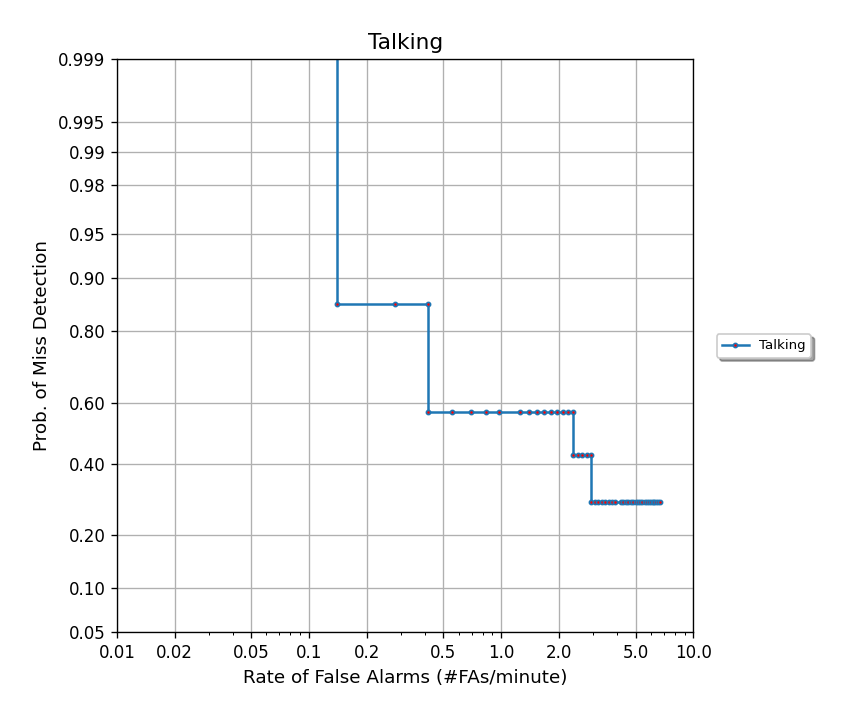 Talking
0.999
0.995
0.99
0.98
0.95
0.90
0.80
0.60
0.40
0.20
0.10
0.05
Prob. of Miss Detection
0.01 0.02 0.05 0.1 0.2 0.5 1.0 2.0 5.0 10.0
Rate of False Alarms (#FAs/minute)
Talking